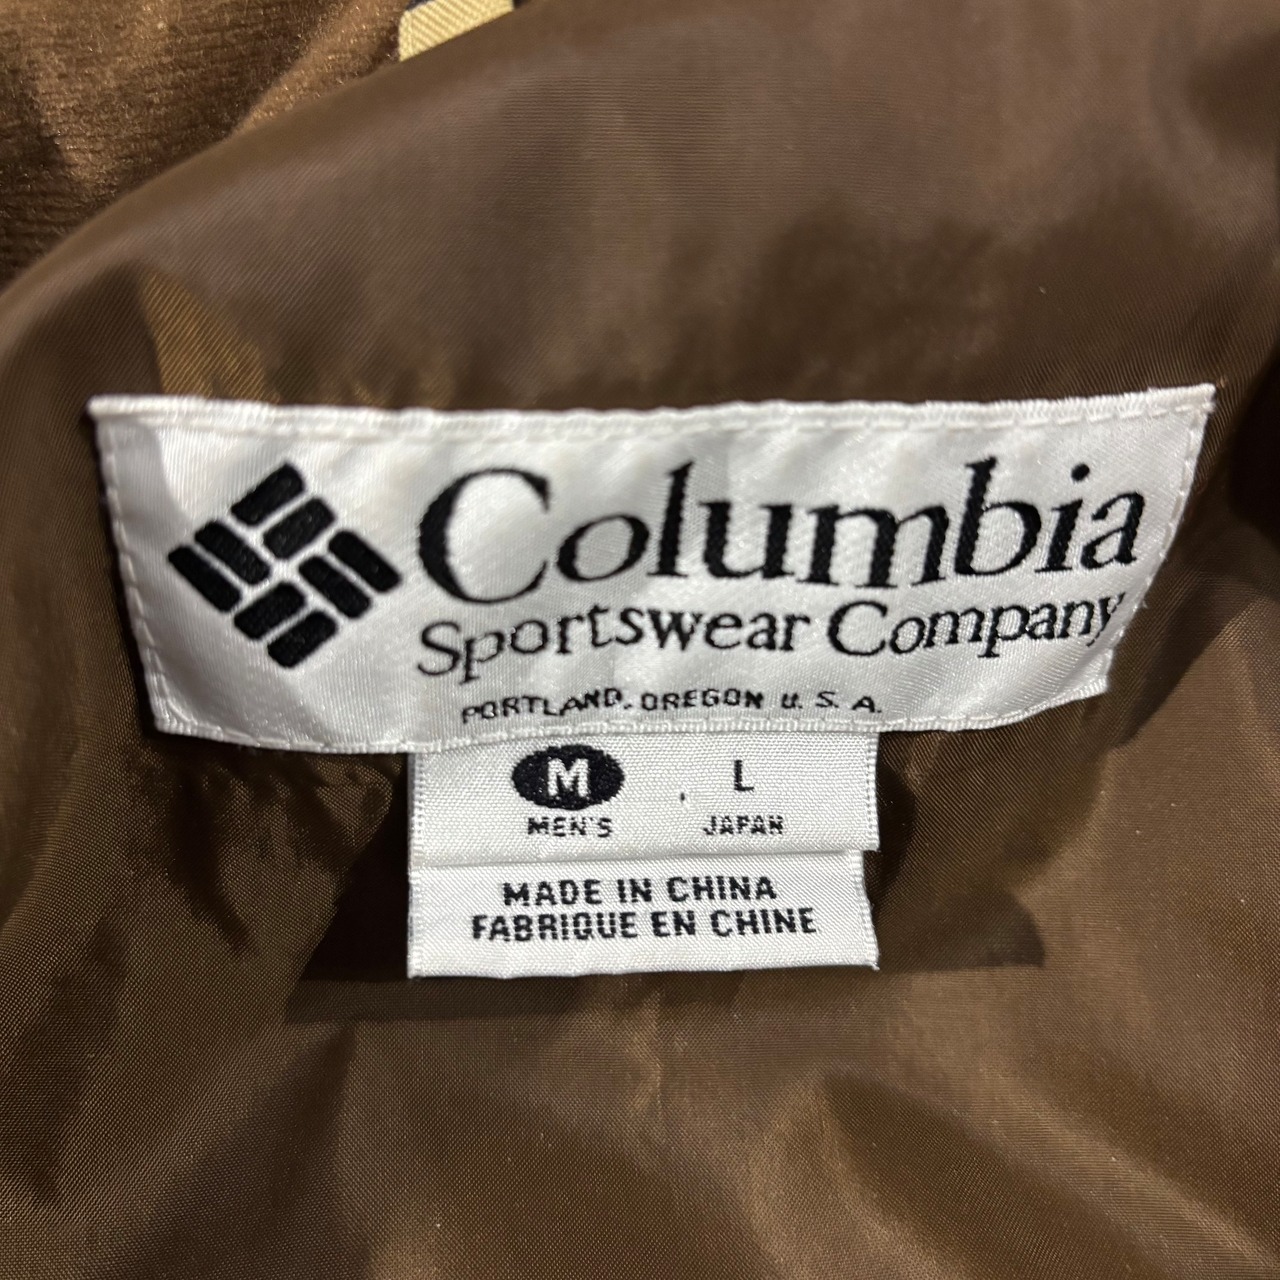 Columbia
Sportswear Company
PORTLAND, OREGON U. S. A.
M L
MEN'S JAPAN
MADE IN CHINA
FABRIQUE EN CHINE